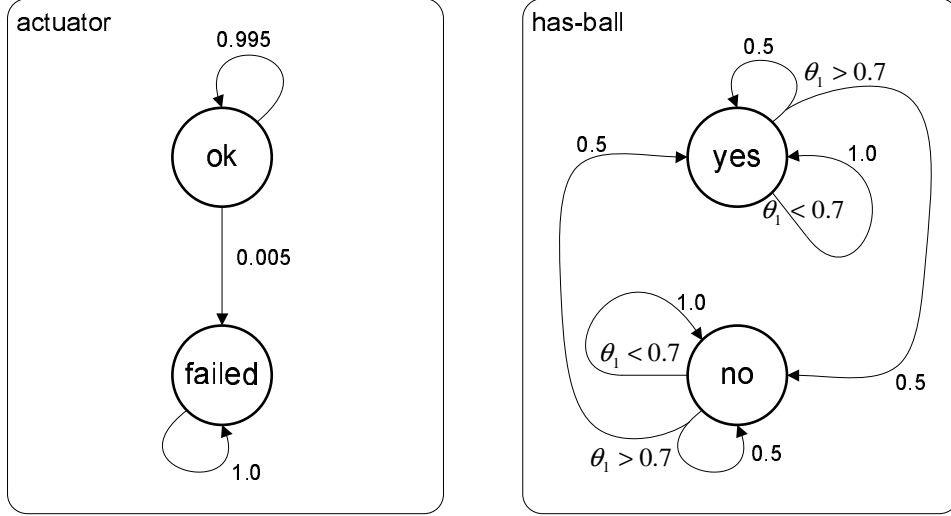 actuator
0.995
ok
0.005
failed
1.0
has-ball
0.5
θ₁ > 0.7
0.5
yes
1.0
θ₁ < 0.7
1.0
θ₁ < 0.7
no
0.5
θ₁ > 0.7
0.5